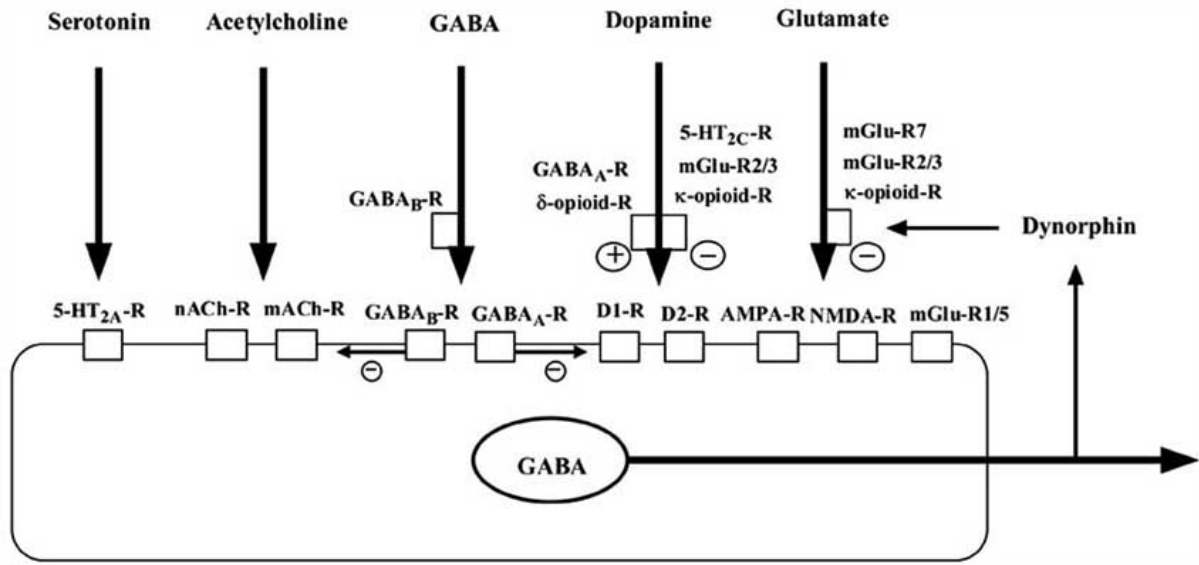 Serotonin Acetylcholine GABA Dopamine Glutamate
5-HT2C-R mGlu-R7
GABAA-R mGlu-R2/3 mGlu-R2/3
GABAB-R δ-opioid-R κ-opioid-R κ-opioid-R
Dynorphin
+ − −
5-HT2A-R nACh-R mACh-R GABAB-R GABAA-R D1-R D2-R AMPA-R NMDA-R mGlu-R1/5
− −
GABA